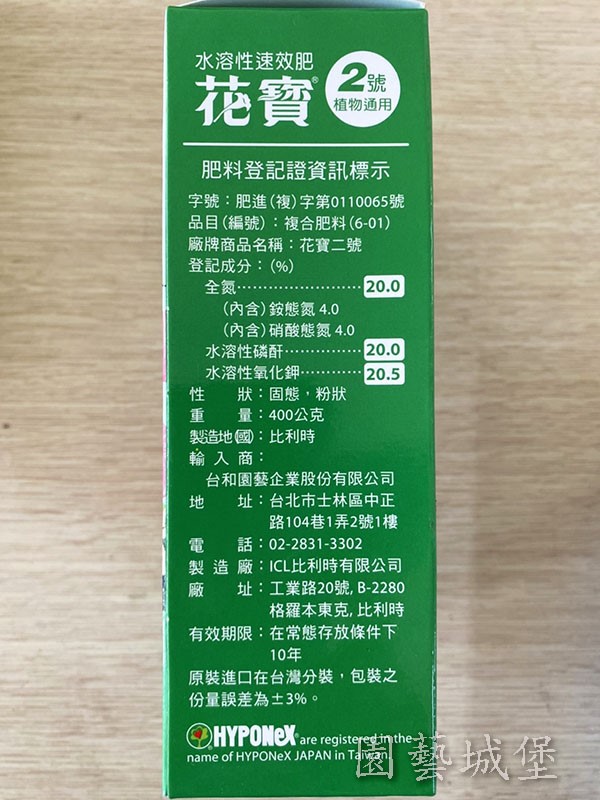 水溶性速效肥
花寶®
2號
植物通用
肥料登記證資訊標示
字號：肥進(複)字第0110065號
品目(編號)：複合肥料(6-01)
廠牌商品名稱：花寶二號
登記成分：(%)
全氮........................ 20.0
(內含)銨態氮 4.0
(內含)硝酸態氮 4.0
水溶性磷酐.............. 20.0
水溶性氧化鉀........... 20.5
性　　狀：固態，粉狀
重　　量：400公克
製造地(國)：比利時
輸 入 商：
台和園藝企業股份有限公司
地　　址：台北市士林區中正
路104巷1弄2號1樓
電　　話：02-2831-3302
製 造 廠：ICL比利時有限公司
廠　　址：工業路20號, B-2280
格羅本東克, 比利時
有效期限：在常態存放條件下
10年
原裝進口在台灣分裝，包裝之
份量誤差為±3%。
HYPONeX® are registered in the
name of HYPONeX JAPAN in Taiwan.
園藝城堡